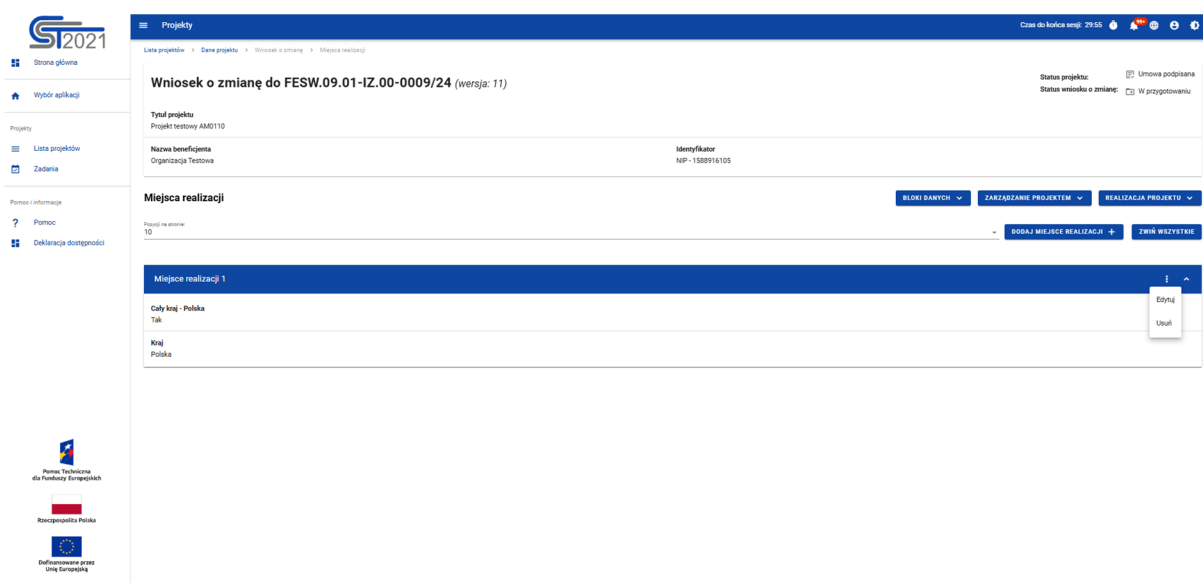 ST2021
Strona główna
Wybór aplikacji
Projekty
Lista projektów
Zadania
Pomoc i informacje
Pomoc
Deklaracja dostępności
Pomoc Techniczna
dla Funduszy Europejskich
Rzeczpospolita Polska
Dofinansowane przez
Unię Europejską
Projekty
Czas do końca sesji: 29:55
99+
Lista projektów > Dane projektu > Wniosek o zmianę > Miejsca realizacji
Wniosek o zmianę do FESW.09.01-IZ.00-0009/24 (wersja: 11)
Status projektu: Umowa podpisana
Status wniosku o zmianę: W przygotowaniu
Tytuł projektu
Projekt testowy AM0110
Nazwa beneficjenta
Organizacja Testowa
Identyfikator
NIP - 1588916105
Miejsca realizacji
BLOKI DANYCH
ZARZĄDZANIE PROJEKTEM
REALIZACJA PROJEKTU
Pozycji na stronie:
10
DODAJ MIEJSCE REALIZACJI +
ZWIŃ WSZYSTKIE
Miejsce realizacji 1
Edytuj
Usuń
Cały kraj - Polska
Tak
Kraj
Polska